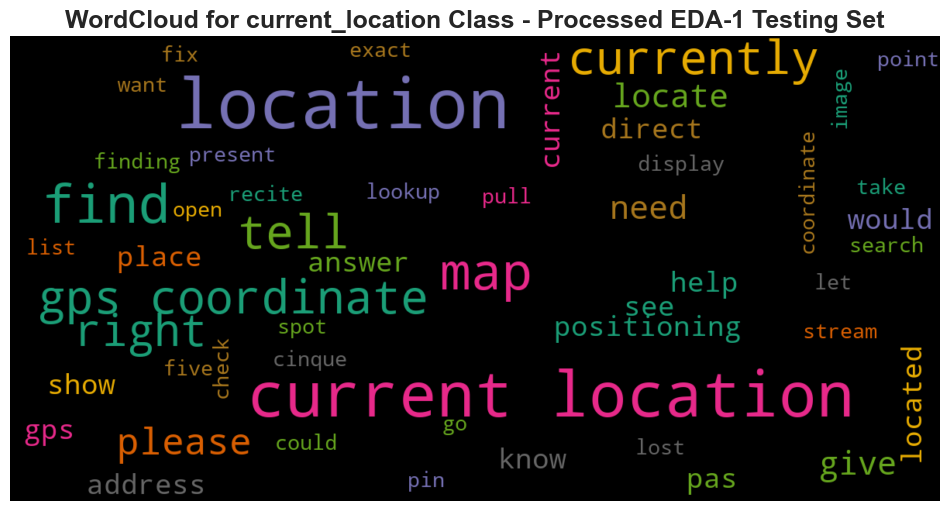 WordCloud for current_location Class - Processed EDA-1 Testing Set
fix
exact
currently
point
want
location
current
locate
image
direct
finding
present
display
coordinate
find
recite
lookup
pull
take
open
tell
need
would
list
place
answer
map
search
gps coordinate
help
let
right
spot
see
positioning
stream
show
five
check
cinque
current location
located
gps
please
could
go
know
lost
give
address
pin
pas